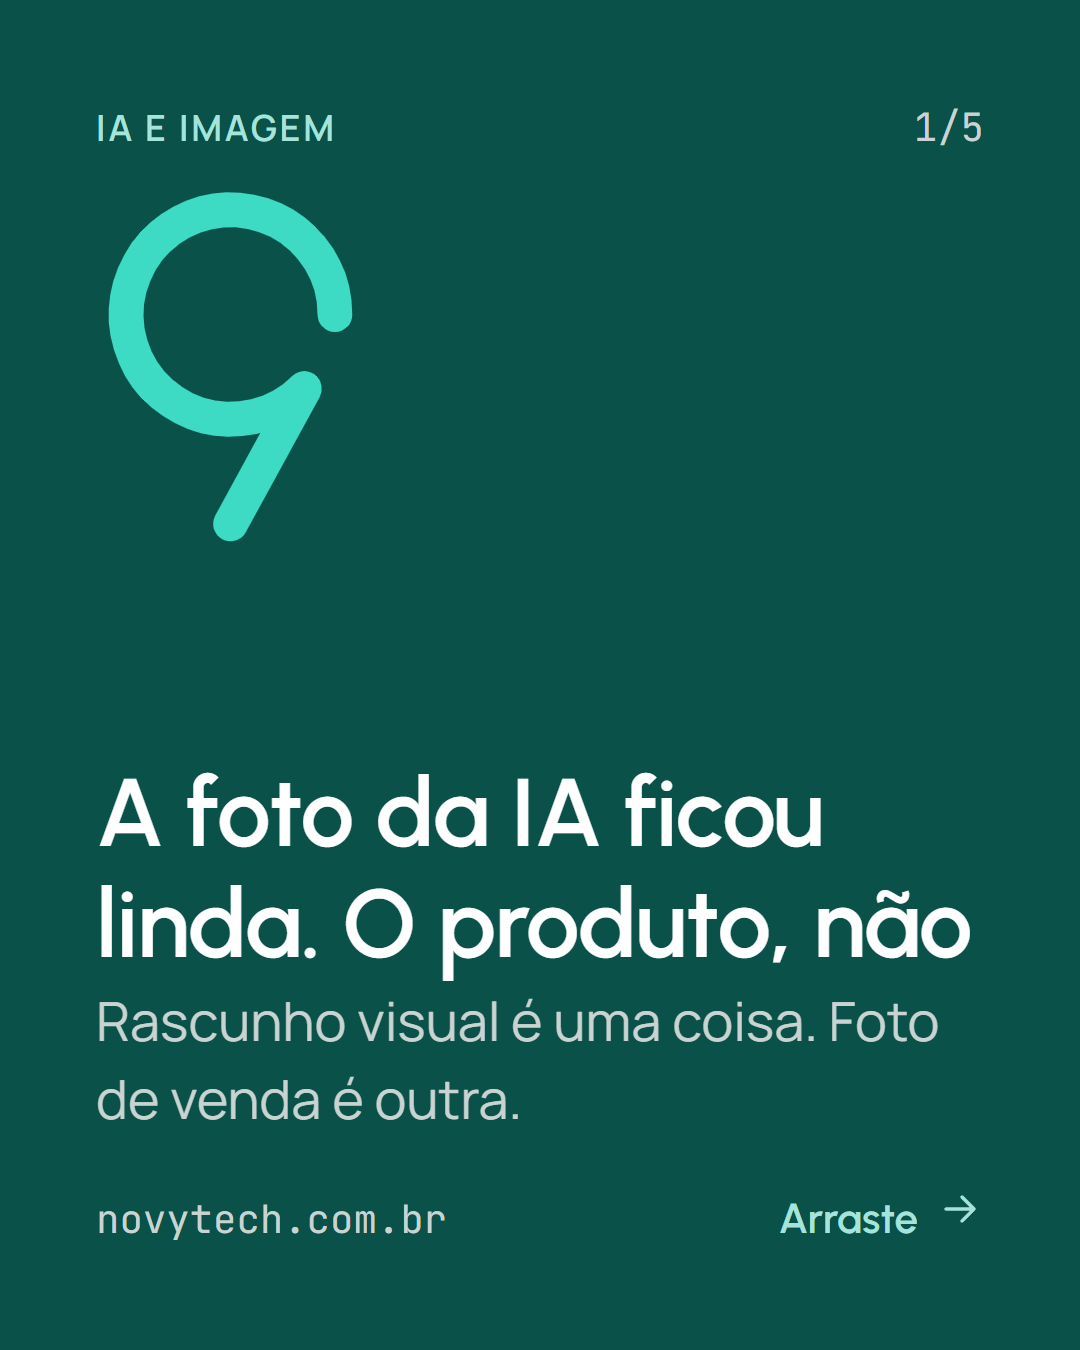 IA E IMAGEM
1/5
A foto da IA ficou
linda. O produto, não
Rascunho visual é uma coisa. Foto
de venda é outra.
novytech.com.br
Arraste →